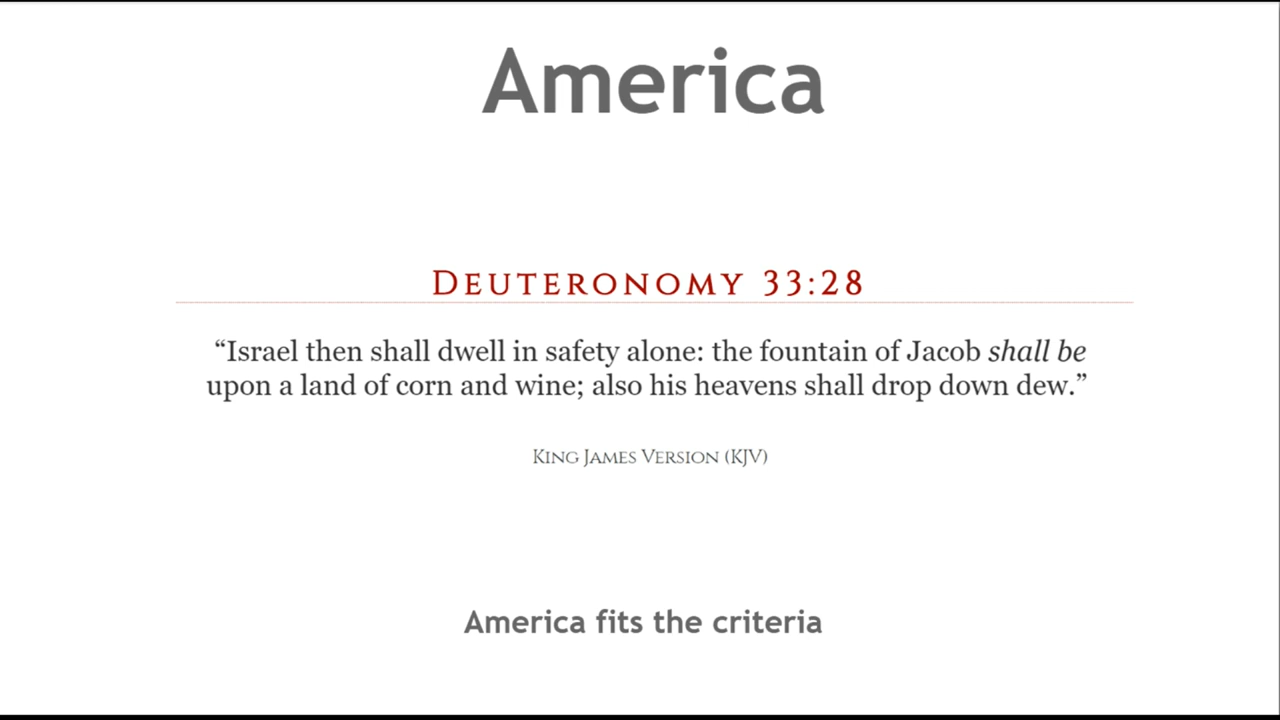 America
Deuteronomy 33:28
“Israel then shall dwell in safety alone: the fountain of Jacob shall be
upon a land of corn and wine; also his heavens shall drop down dew.”
King James Version (KJV)
America fits the criteria